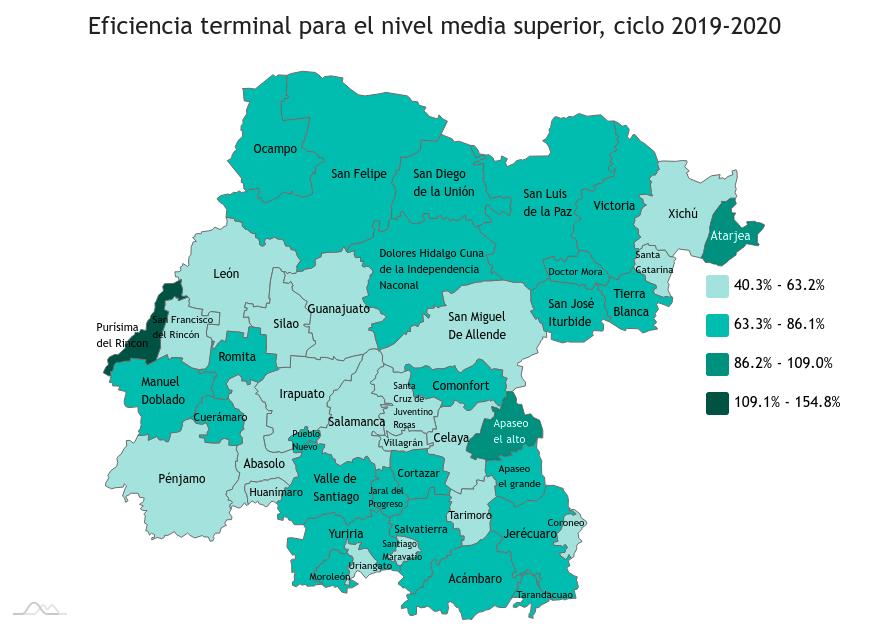 Eficiencia terminal para el nivel media superior, ciclo 2019-2020
Ocampo
San Felipe
San Diego
de la Unión
San Luis
de la Paz
Victoria
Xichú
Atarjea
Santa
Catarina
Doctor Mora
Tierra
Blanca
San José
Iturbide
Dolores Hidalgo Cuna
de la Independencia
Naconal
León
Guanajuato
Silao
San Miguel
De Allende
San Francisco
del Rincón
Purísima
del Rincon
Romita
Manuel
Doblado
Cuerámaro
Irapuato
Salamanca
Santa
Cruz de
Juventino
Rosas
Comonfort
Celaya
Apaseo
el alto
Villagrán
Pueblo
Nuevo
Abasolo
Pénjamo
Huanimaro
Valle de
Santiago
Jaral del
Progreso
Cortazar
Apaseo
el grande
Tarimoro
Jerécuaro
Coroneo
Salvatierra
Yuriria
Santiago
Maravatío
Uriangato
Moroleón
Acámbaro
Tarandacuao
40.3% - 63.2%
63.3% - 86.1%
86.2% - 109.0%
109.1% - 154.8%